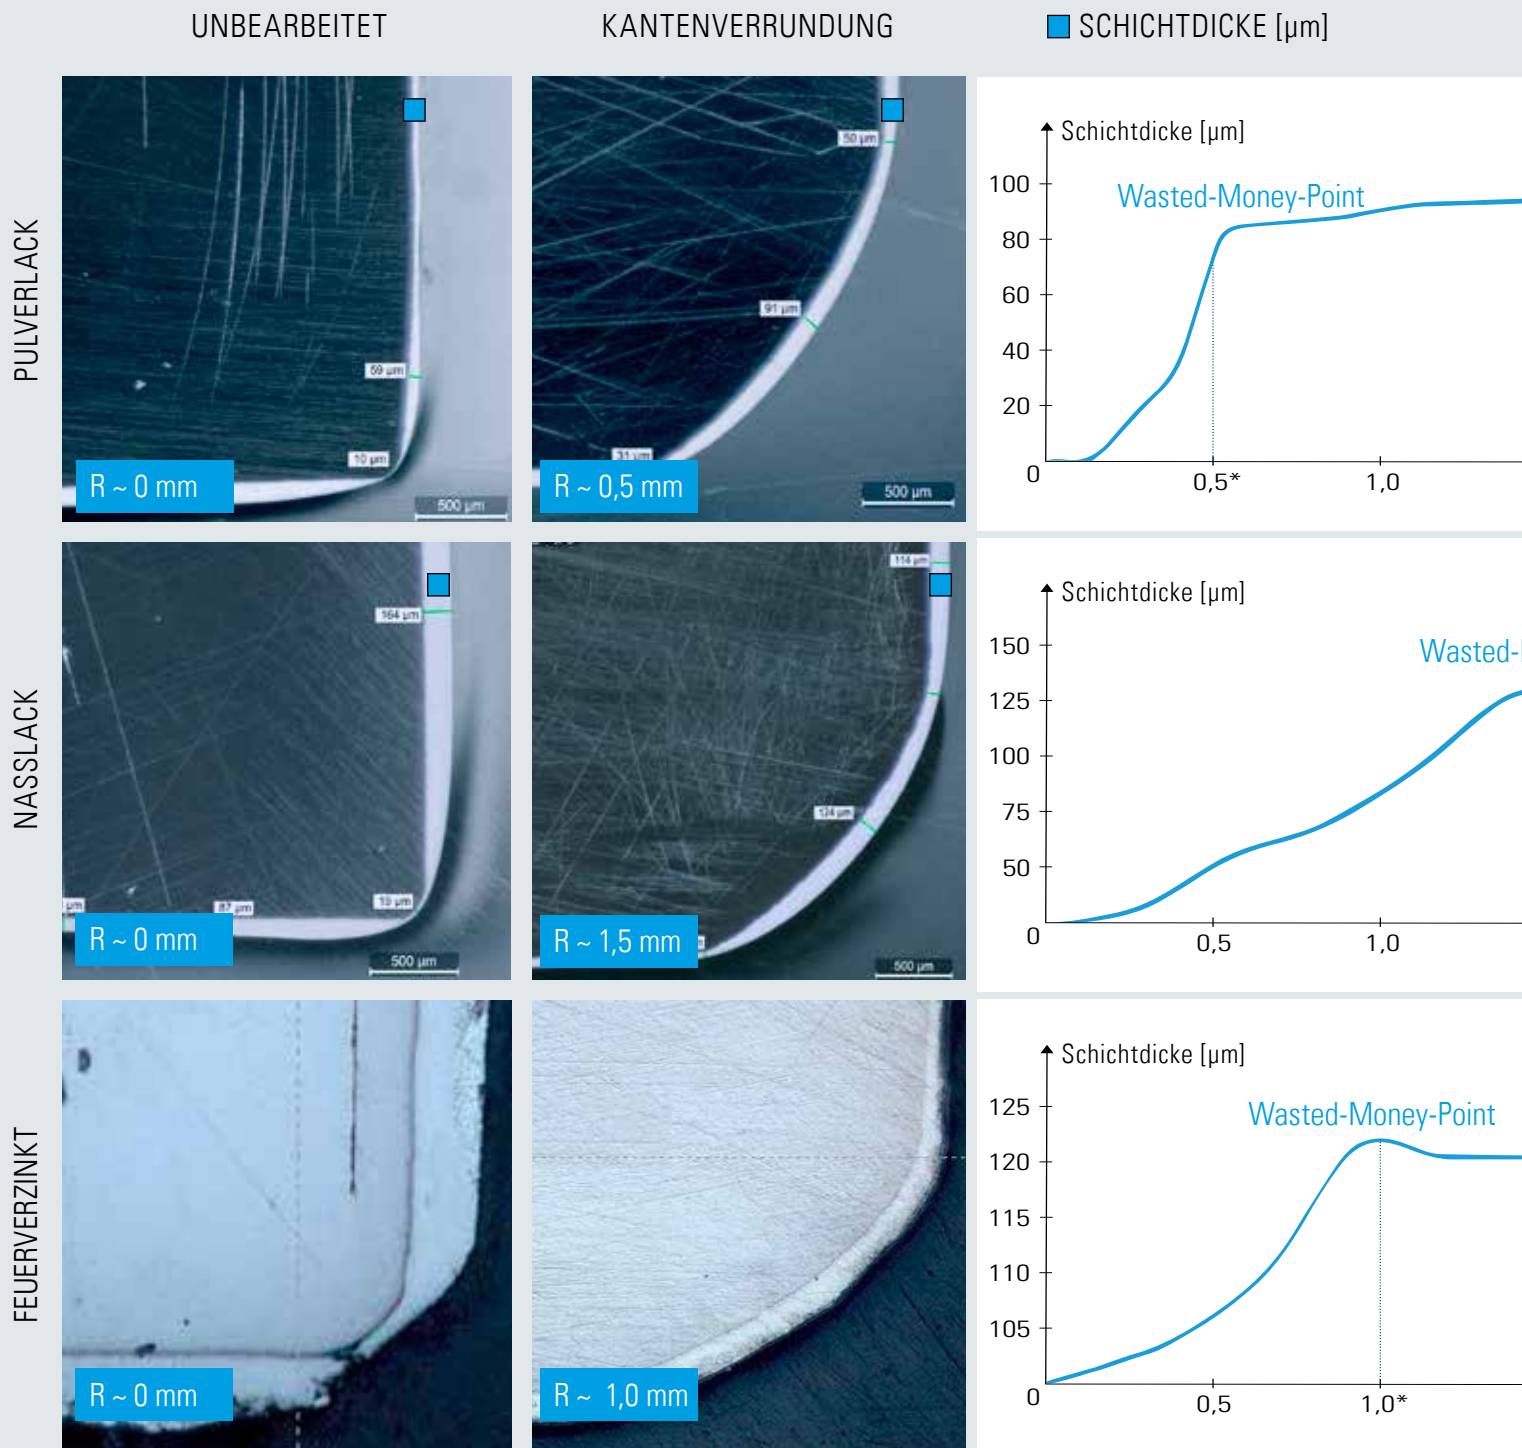 UNBEARBEITET
KANTENVERRUNDUNG
SCHICHTDICKE [µm]
PULVERLACK
59 µm
10 µm
R ~ 0 mm
500 µm
50 µm
91 µm
31 µm
R ~ 0,5 mm
500 µm
Schichtdicke [µm]
Wasted-Money-Point
100
80
60
40
20
0
0,5*
1,0
NASSLACK
164 µm
87 µm
µm
R ~ 0 mm
500 µm
114 µm
124 µm
R ~ 1,5 mm
500 µm
Schichtdicke [µm]
Wasted-
150
125
100
75
50
0
0,5
1,0
FEUERVERZINKT
R ~ 0 mm
R ~ 1,0 mm
Schichtdicke [µm]
Wasted-Money-Point
125
120
115
110
105
0
0,5
1,0*